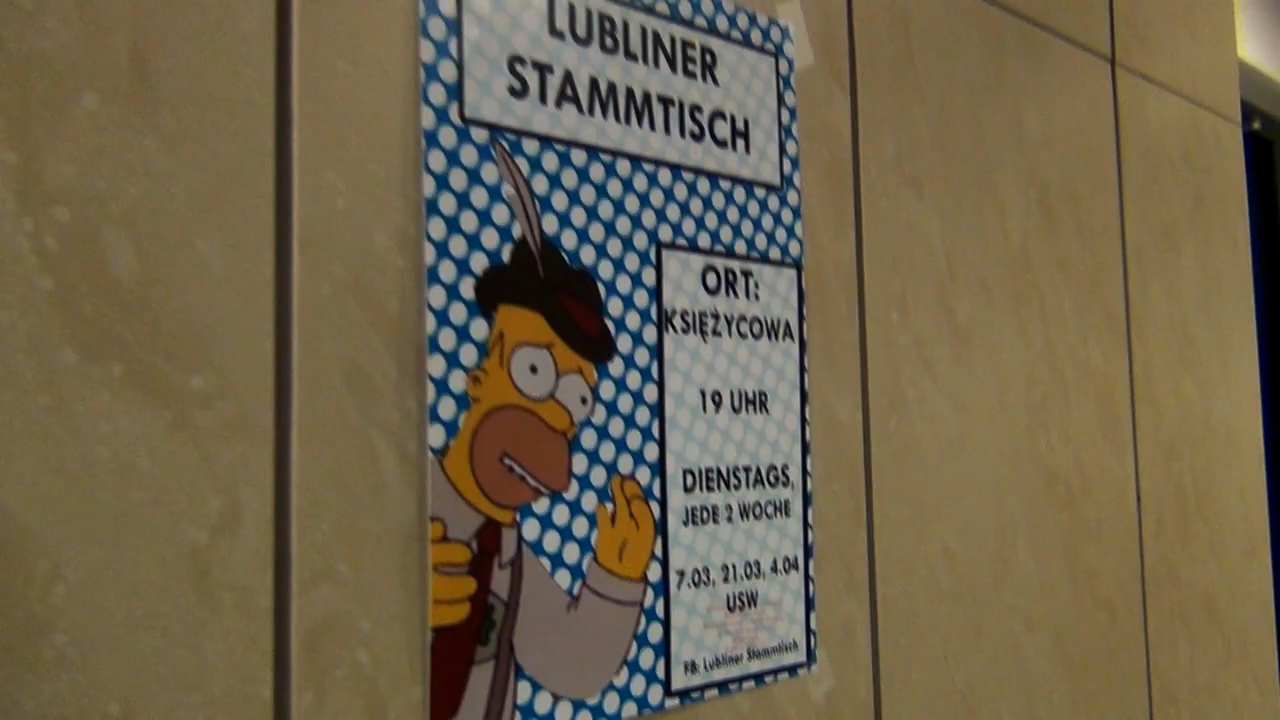 LUBLINER
STAMMTISCH
ORT:
KSIĘŻYCOWA
19 UHR
DIENSTAGS,
JEDE 2 WOCHE
7.03, 21.03, 4.04
USW
FB: Lubliner Stammtisch